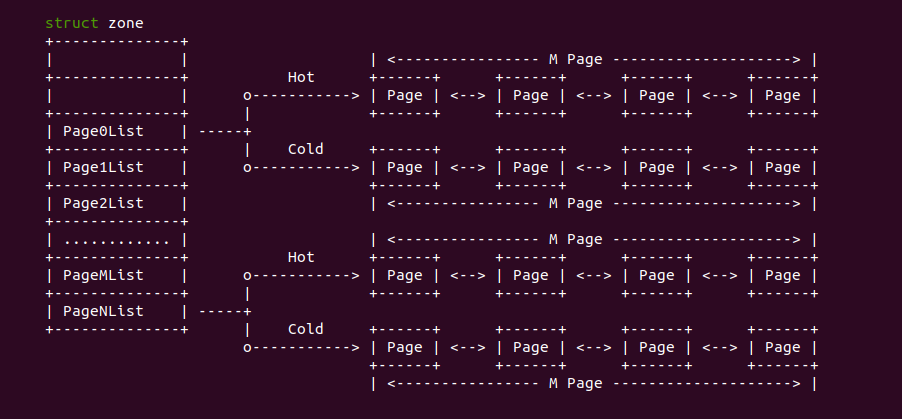 struct zone
+--------------+
|              |                    | <---------------- M Page --------------------> |
+--------------+           Hot      +------+      +------+      +------+      +------+
|              |      o-----------> | Page | <--> | Page | <--> | Page | <--> | Page |
+--------------+      |             +------+      +------+      +------+      +------+
| Page0List    | -----+
+--------------+      |    Cold     +------+      +------+      +------+      +------+
| Page1List    |      o-----------> | Page | <--> | Page | <--> | Page | <--> | Page |
+--------------+                    +------+      +------+      +------+      +------+
| Page2List    |                    | <---------------- M Page --------------------> |
+--------------+
| ............ |                    | <---------------- M Page --------------------> |
+--------------+           Hot      +------+      +------+      +------+      +------+
| PageMList    |      o-----------> | Page | <--> | Page | <--> | Page | <--> | Page |
+--------------+      |             +------+      +------+      +------+      +------+
| PageNList    | -----+
+--------------+      |    Cold     +------+      +------+      +------+      +------+
                      o-----------> | Page | <--> | Page | <--> | Page | <--> | Page |
                                    +------+      +------+      +------+      +------+
                                    | <---------------- M Page --------------------> |